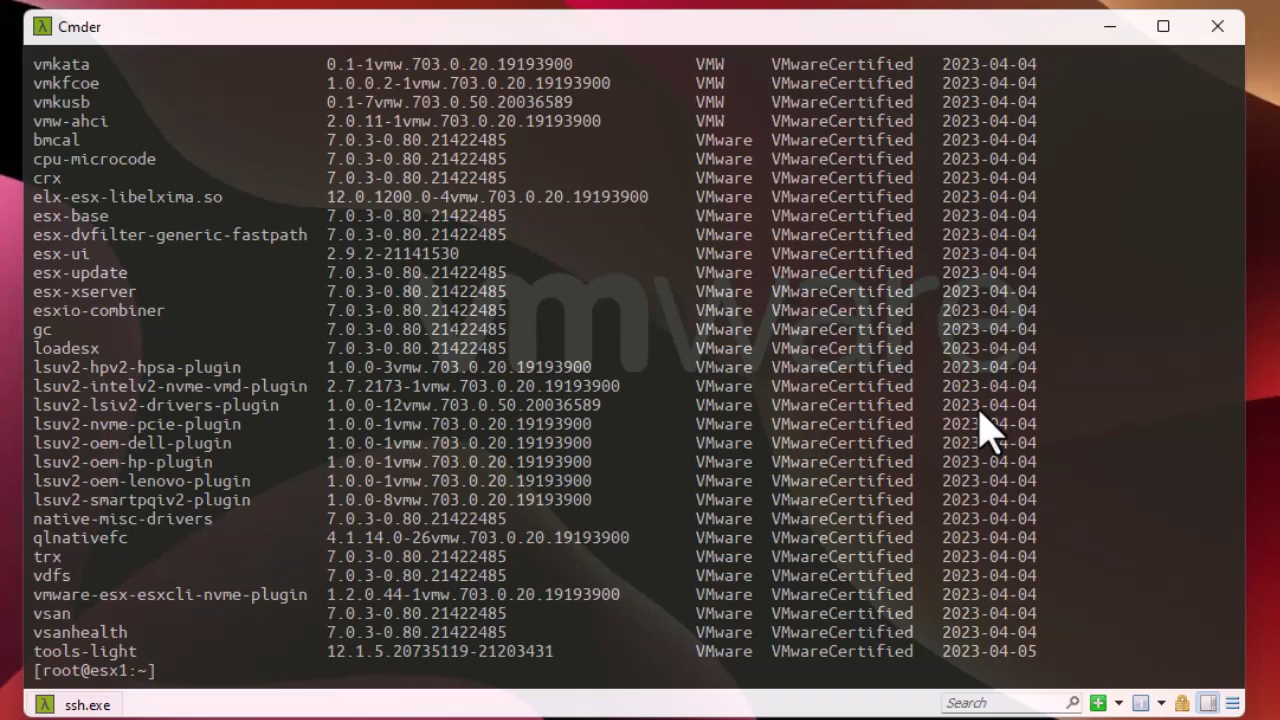 Cmder
vmkata 0.1-1vmw.703.0.20.19193900 VMW VMwareCertified 2023-04-04
vmkfcoe 1.0.0.2-1vmw.703.0.20.19193900 VMW VMwareCertified 2023-04-04
vmkusb 0.1-7vmw.703.0.50.20036589 VMW VMwareCertified 2023-04-04
vmw-ahci 2.0.11-1vmw.703.0.20.19193900 VMW VMwareCertified 2023-04-04
bmcal 7.0.3-0.80.21422485 VMware VMwareCertified 2023-04-04
cpu-microcode 7.0.3-0.80.21422485 VMware VMwareCertified 2023-04-04
crx 7.0.3-0.80.21422485 VMware VMwareCertified 2023-04-04
elx-esx-libelxima.so 12.0.1200.0-4vmw.703.0.20.19193900 VMware VMwareCertified 2023-04-04
esx-base 7.0.3-0.80.21422485 VMware VMwareCertified 2023-04-04
esx-dvfilter-generic-fastpath 7.0.3-0.80.21422485 VMware VMwareCertified 2023-04-04
esx-ui 2.9.2-21141530 VMware VMwareCertified 2023-04-04
esx-update 7.0.3-0.80.21422485 VMware VMwareCertified 2023-04-04
esx-xserver 7.0.3-0.80.21422485 VMware VMwareCertified 2023-04-04
esxio-combiner 7.0.3-0.80.21422485 VMware VMwareCertified 2023-04-04
gc 7.0.3-0.80.21422485 VMware VMwareCertified 2023-04-04
loadesx 7.0.3-0.80.21422485 VMware VMwareCertified 2023-04-04
lsuv2-hpv2-hpsa-plugin 1.0.0-3vmw.703.0.20.19193900 VMware VMwareCertified 2023-04-04
lsuv2-intelv2-nvme-vmd-plugin 2.7.2173-1vmw.703.0.20.19193900 VMware VMwareCertified 2023-04-04
lsuv2-lsiv2-drivers-plugin 1.0.0-12vmw.703.0.50.20036589 VMware VMwareCertified 2023-04-04
lsuv2-nvme-pcie-plugin 1.0.0-1vmw.703.0.20.19193900 VMware VMwareCertified 2023-04-04
lsuv2-oem-dell-plugin 1.0.0-1vmw.703.0.20.19193900 VMware VMwareCertified 2023-04-04
lsuv2-oem-hp-plugin 1.0.0-1vmw.703.0.20.19193900 VMware VMwareCertified 2023-04-04
lsuv2-oem-lenovo-plugin 1.0.0-1vmw.703.0.20.19193900 VMware VMwareCertified 2023-04-04
lsuv2-smartpqiv2-plugin 1.0.0-8vmw.703.0.20.19193900 VMware VMwareCertified 2023-04-04
native-misc-drivers 7.0.3-0.80.21422485 VMware VMwareCertified 2023-04-04
qlnativefc 4.1.14.0-26vmw.703.0.20.19193900 VMware VMwareCertified 2023-04-04
trx 7.0.3-0.80.21422485 VMware VMwareCertified 2023-04-04
vdfs 7.0.3-0.80.21422485 VMware VMwareCertified 2023-04-04
vmware-esx-esxcli-nvme-plugin 1.2.0.44-1vmw.703.0.20.19193900 VMware VMwareCertified 2023-04-04
vsan 7.0.3-0.80.21422485 VMware VMwareCertified 2023-04-04
vsanhealth 7.0.3-0.80.21422485 VMware VMwareCertified 2023-04-04
tools-light 12.1.5.20735119-21203431 VMware VMwareCertified 2023-04-05
[root@esx1:~]
vmware
ssh.exe Search